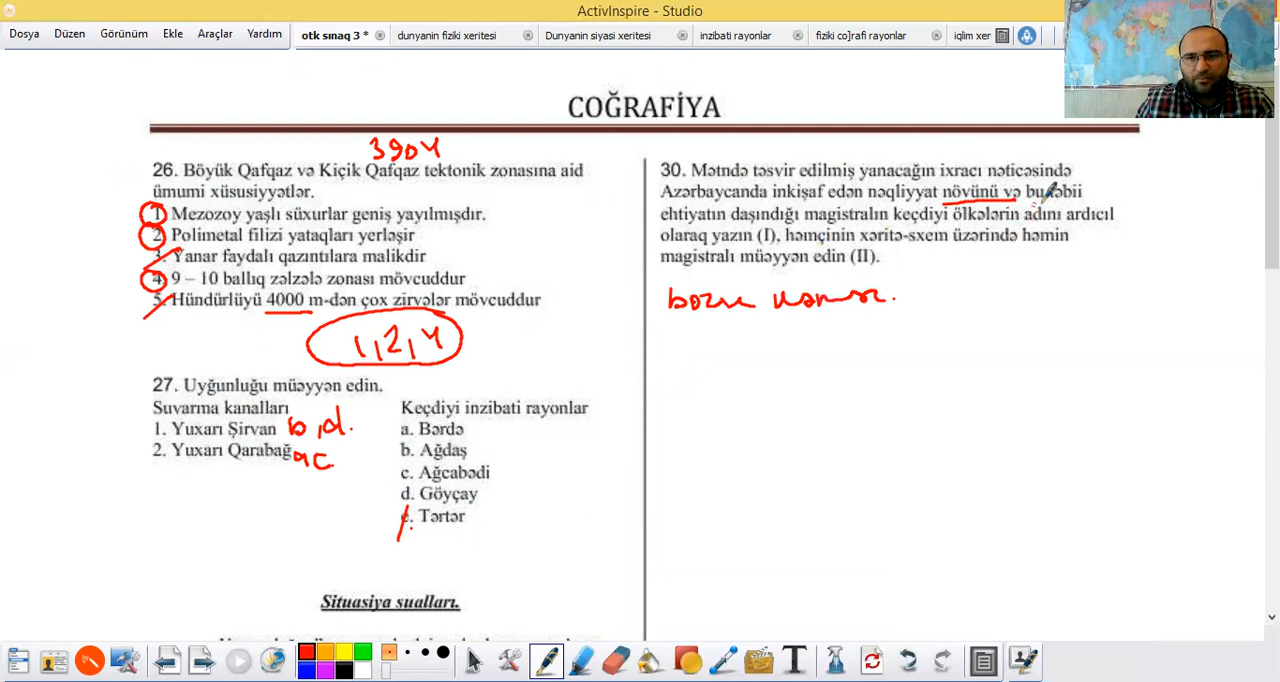 ActivInspire - Studio
Dosya Düzen Görünüm Ekle Araçlar Yardım
otk sınaq 3 * dunyanin fiziki xeritesi Dunyanin siyasi xeritesi inzibati rayonlar fiziki co]rafi rayonlar iqlim xer
COĞRAFİYA
3904
26. Böyük Qafqaz və Kiçik Qafqaz tektonik zonasına aid
ümumi xüsusiyyətlər.
1. Mezozoy yaşlı süxurlar geniş yayılmışdır.
2. Polimetal filizi yataqları yerləşir
3. Yanar faydalı qazıntılara malikdir
4. 9 – 10 ballıq zəlzələ zonası mövcuddur
5. Hündürlüyü 4000 m-dən çox zirvələr mövcuddur
1,2,4
27. Uyğunluğu müəyyən edin.
Suvarma kanalları
1. Yuxarı Şirvan b,d.
2. Yuxarı Qarabağ a c
Keçdiyi inzibati rayonlar
a. Bərdə
b. Ağdaş
c. Ağcabədi
d. Göyçay
e. Tərtər
Situasiya sualları.
30. Mətndə təsvir edilmiş yanacağın ixracı nəticəsində
Azərbaycanda inkişaf edən nəqliyyat növünü və bu təbii
ehtiyatın daşındığı magistralın keçdiyi ölkələrin adını ardıcıl
olaraq yazın (I), həmçinin xəritə-sxem üzərində həmin
magistralı müəyyən edin (II).